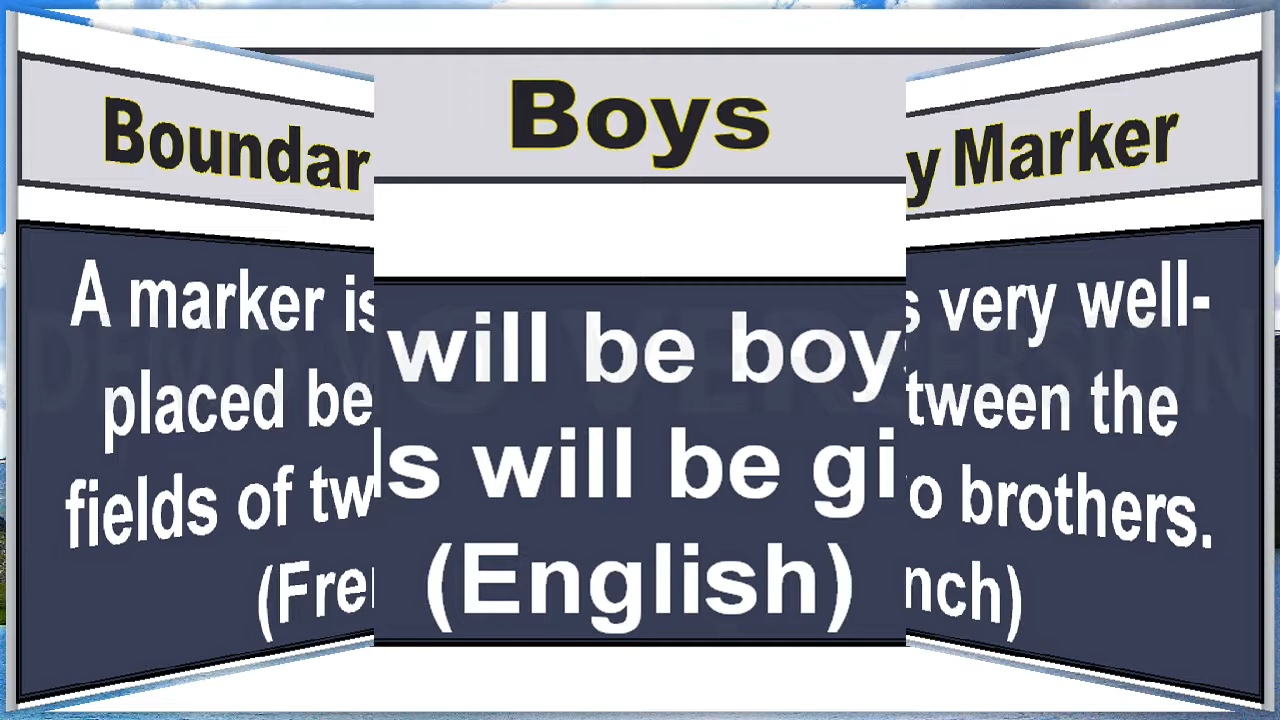 Boundar
A marker is
placed be
fields of tw
(Fre
Boys
will be boy
ls will be gi
(English)
y Marker
s very well-
tween the
o brothers.
nch)